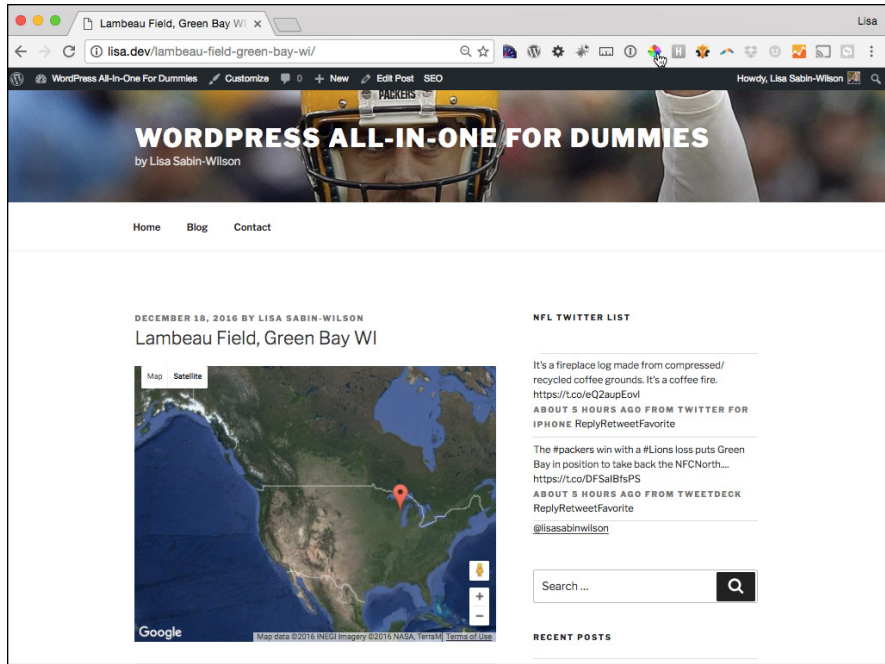 Lambeau Field, Green Bay WI
Lisa
lisa.dev/lambeau-field-green-bay-wi/
WordPress All-In-One For Dummies Customize 0 + New Edit Post SEO Howdy, Lisa Sabin-Wilson
PACKERS
WORDPRESS ALL-IN-ONE FOR DUMMIES
by Lisa Sabin-Wilson
Home Blog Contact
DECEMBER 18, 2016 BY LISA SABIN-WILSON
Lambeau Field, Green Bay WI
Map Satellite
Google
Map data ©2016 INEGI Imagery ©2016 NASA, TerraM Terms of Use
NFL TWITTER LIST
It's a fireplace log made from compressed/
recycled coffee grounds. It's a coffee fire.
https://t.co/eQ2aupEovI
ABOUT 5 HOURS AGO FROM TWITTER FOR
IPHONE ReplyRetweetFavorite
The #packers win with a #Lions loss puts Green
Bay in position to take back the NFCNorth....
https://t.co/DFSaIBfsPS
ABOUT 5 HOURS AGO FROM TWEETDECK
ReplyRetweetFavorite
@lisasabinwilson
Search ...
RECENT POSTS